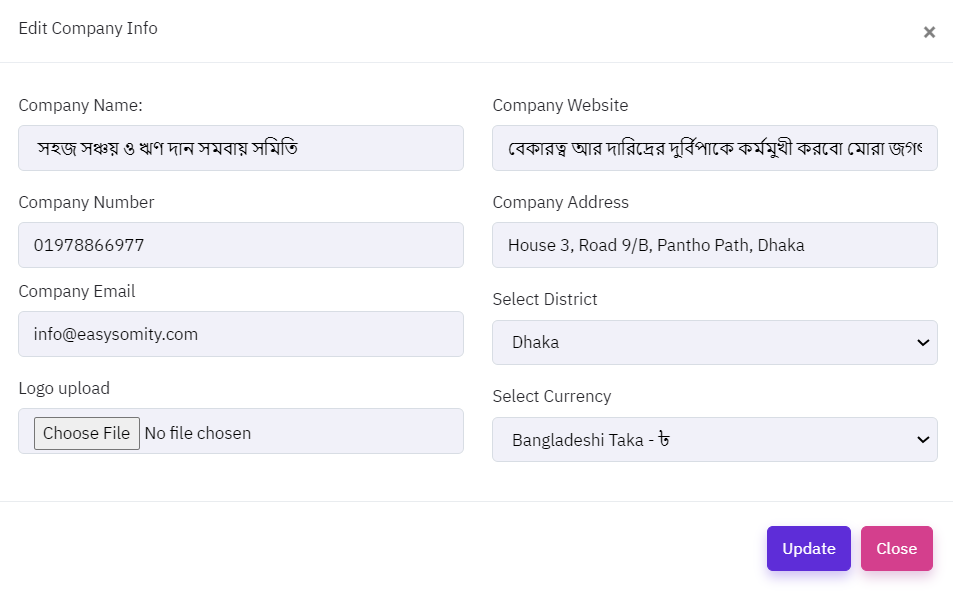 Edit Company Info
×
Company Name:
সহজ সঞ্চয় ও ঋণ দান সমবায় সমিতি
Company Website
বেকারত্ব আর দারিদ্রের দুর্বিপাকে কর্মমুখী করবো মোরা জগৎ
Company Number
01978866977
Company Address
House 3, Road 9/B, Pantho Path, Dhaka
Company Email
info@easysomity.com
Select District
Dhaka
Logo upload
Choose File No file chosen
Select Currency
Bangladeshi Taka - ৳
Update
Close